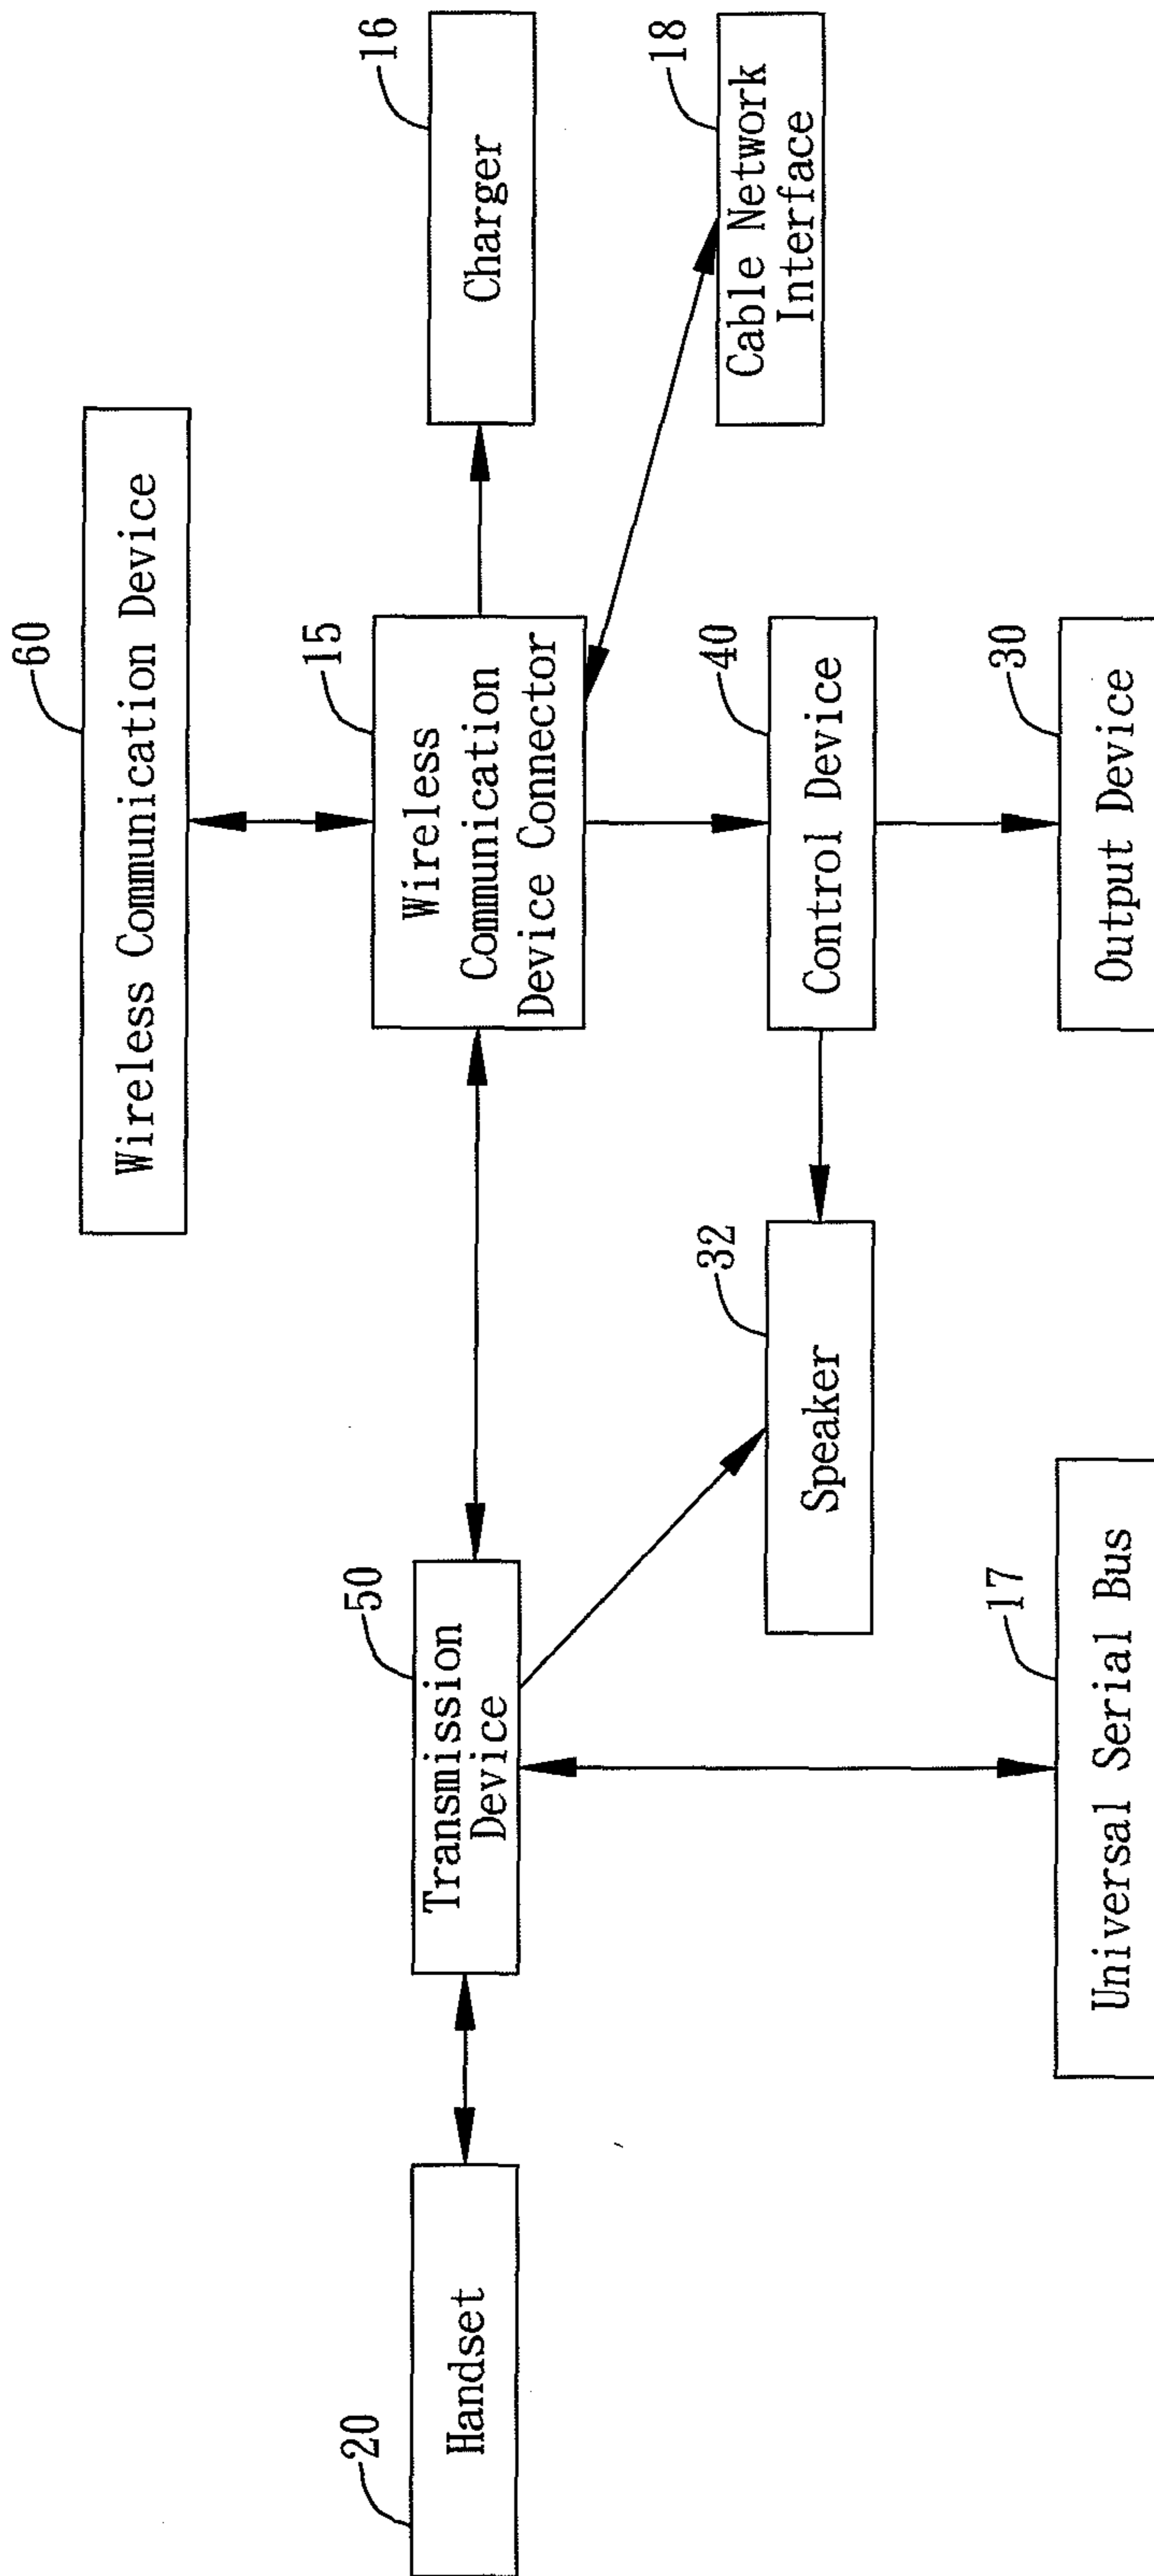 60
Wireless Communication Device
20
Handset
50
Transmission
Device
15
Wireless
Communication
Device Connector
16
Charger
32
Speaker
40
Control Device
18
Cable Network
Interface
17
Universal Serial Bus
30
Output Device